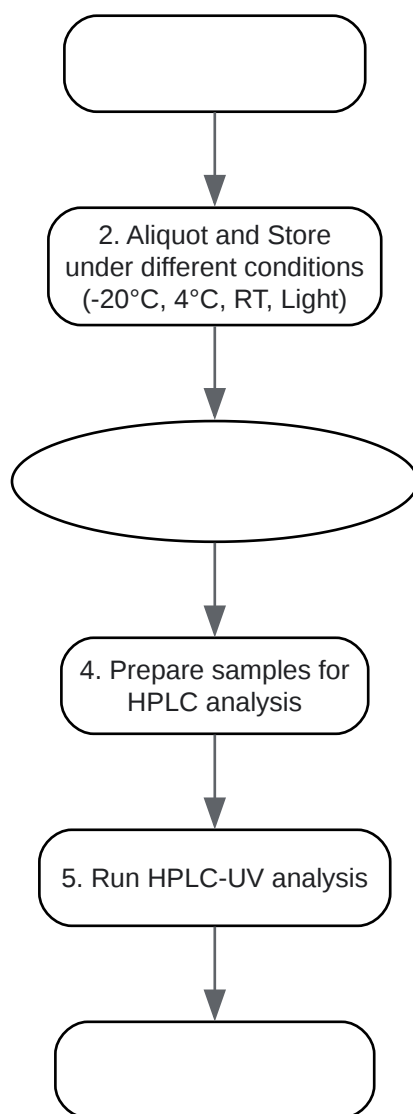 2. Aliquot and Store
under different conditions
(-20°C, 4°C, RT, Light)
4. Prepare samples for
HPLC analysis
5. Run HPLC-UV analysis